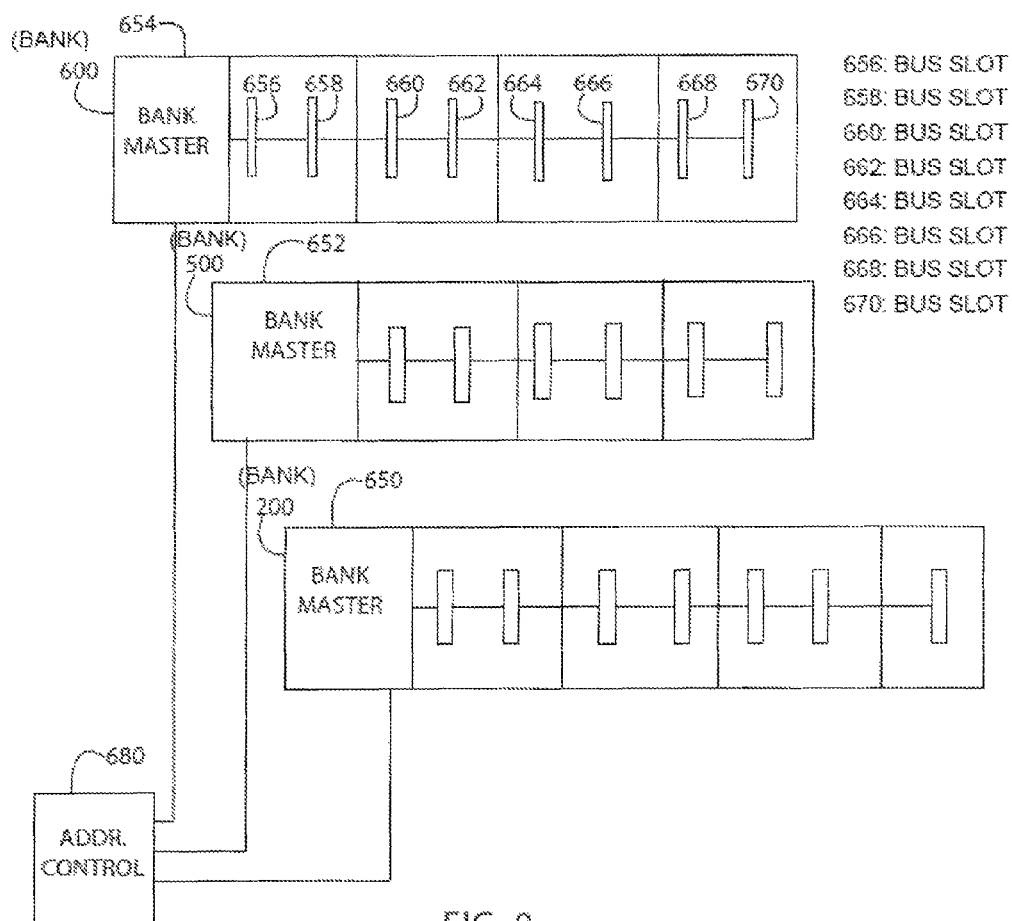 654
(BANK)
600
BANK
MASTER
656 658 660 662 664 666 668 670
656: BUS SLOT
658: BUS SLOT
660: BUS SLOT
662: BUS SLOT
664: BUS SLOT
666: BUS SLOT
668: BUS SLOT
670: BUS SLOT
(BANK)
500
652
BANK
MASTER
(BANK)
200
650
BANK
MASTER
680
ADDR.
CONTROL